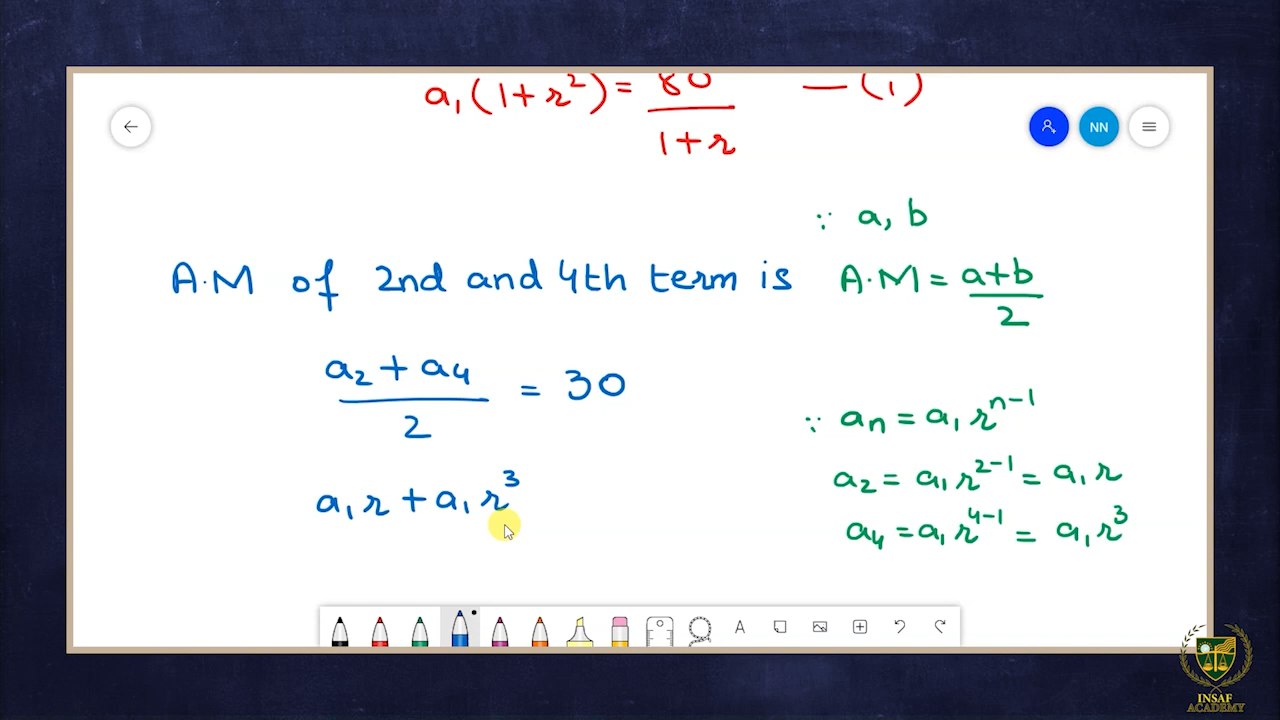 a₁(1+r²) = 80/(1+r) — (1)
NN
∵ a, b
A.M of 2nd and 4th term is A.M = (a+b)/2
(a₂ + a₄)/2 = 30
∵ aₙ = a₁rⁿ⁻¹
a₂ = a₁r²⁻¹ = a₁r
a₁r + a₁r³
a₄ = a₁r⁴⁻¹ = a₁r³
A
INSAF
ACADEMY